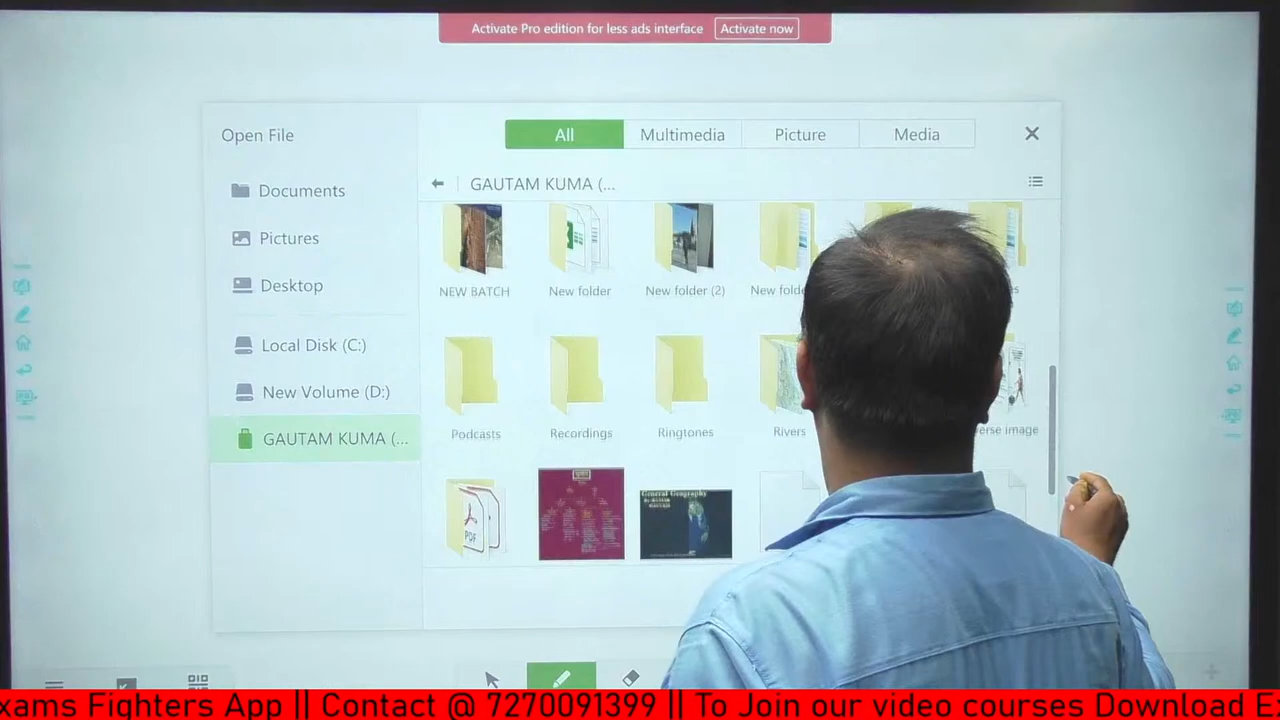 Activate Pro edition for less ads interface Activate now
Open File
All Multimedia Picture Media
Documents
Pictures
Desktop
Local Disk (C:)
New Volume (D:)
GAUTAM KUMA (...
GAUTAM KUMA (...
NEW BATCH New folder New folder (2) New
Podcasts Recordings Ringtones Rivers image
PDF
General Geography
xams Fighters App || Contact @ 7270091399 || To Join our video courses Download E